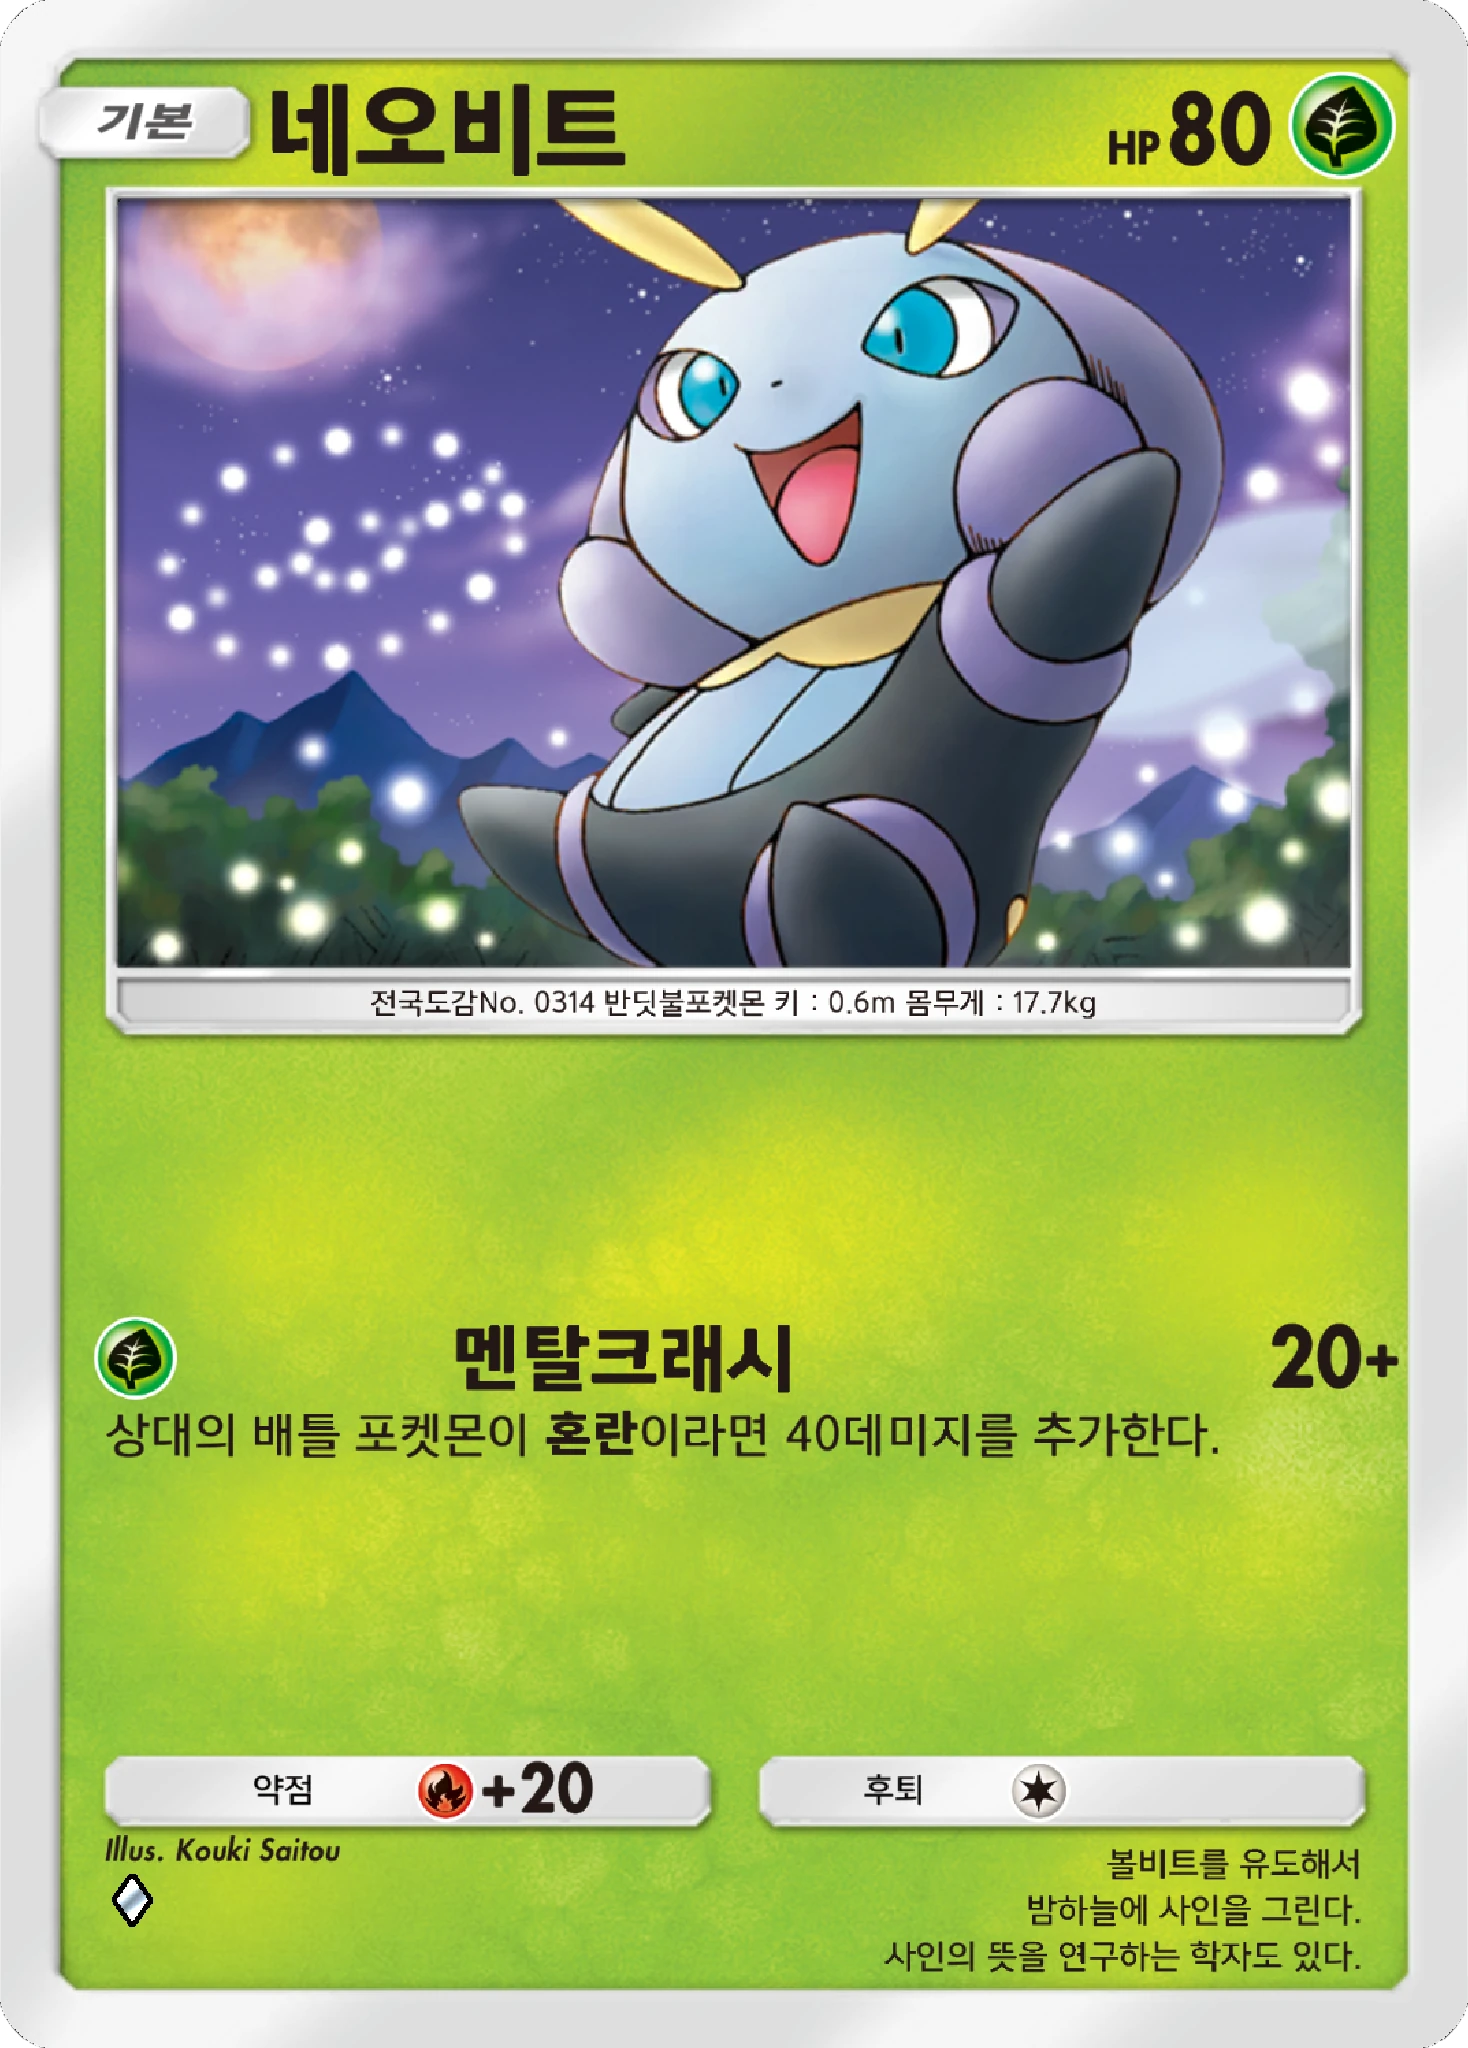 기본 네오비트 HP 80
전국도감No. 0314 반딧불포켓몬 키 : 0.6m 몸무게 : 17.7kg
멘탈크래시 20+
상대의 배틀 포켓몬이 혼란이라면 40데미지를 추가한다.
약점 +20 후퇴
Illus. Kouki Saitou
볼비트를 유도해서
밤하늘에 사인을 그린다.
사인의 뜻을 연구하는 학자도 있다.